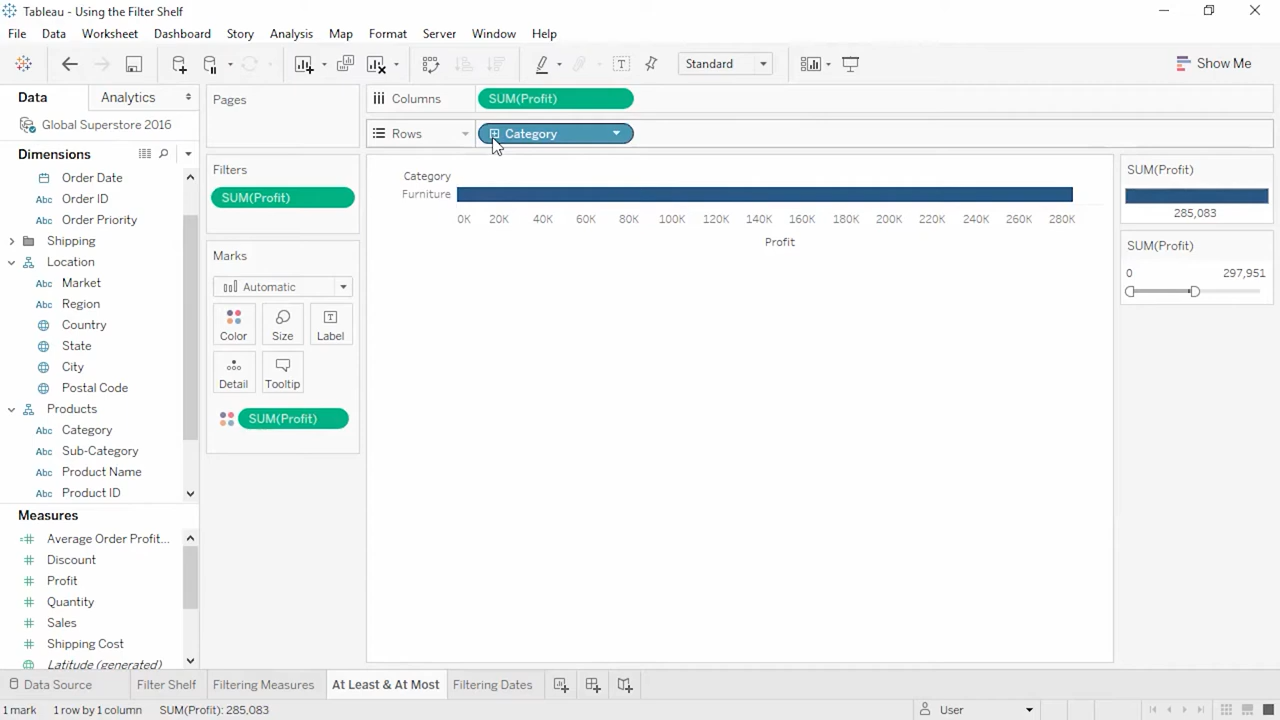 Tableau - Using the Filter Shelf
File Data Worksheet Dashboard Story Analysis Map Format Server Window Help
Standard
Show Me
Data
Analytics
Global Superstore 2016
Dimensions
Order Date
Order ID
Order Priority
Shipping
Location
Abc Market
Abc Region
Country
State
City
Postal Code
Products
Abc Category
Abc Sub-Category
Abc Product Name
Abc Product ID
Measures
Average Order Profit...
Discount
Profit
Quantity
Sales
Shipping Cost
Latitude (generated)
Pages
Filters
SUM(Profit)
Marks
Automatic
Color Size Label
Detail Tooltip
SUM(Profit)
Columns SUM(Profit)
Rows Category
Category
Furniture
0K 20K 40K 60K 80K 100K 120K 140K 160K 180K 200K 220K 240K 260K 280K
Profit
SUM(Profit)
285,083
SUM(Profit)
0 297,951
Data Source Filter Shelf Filtering Measures At Least & At Most Filtering Dates
1 mark 1 row by 1 column SUM(Profit): 285,083
User